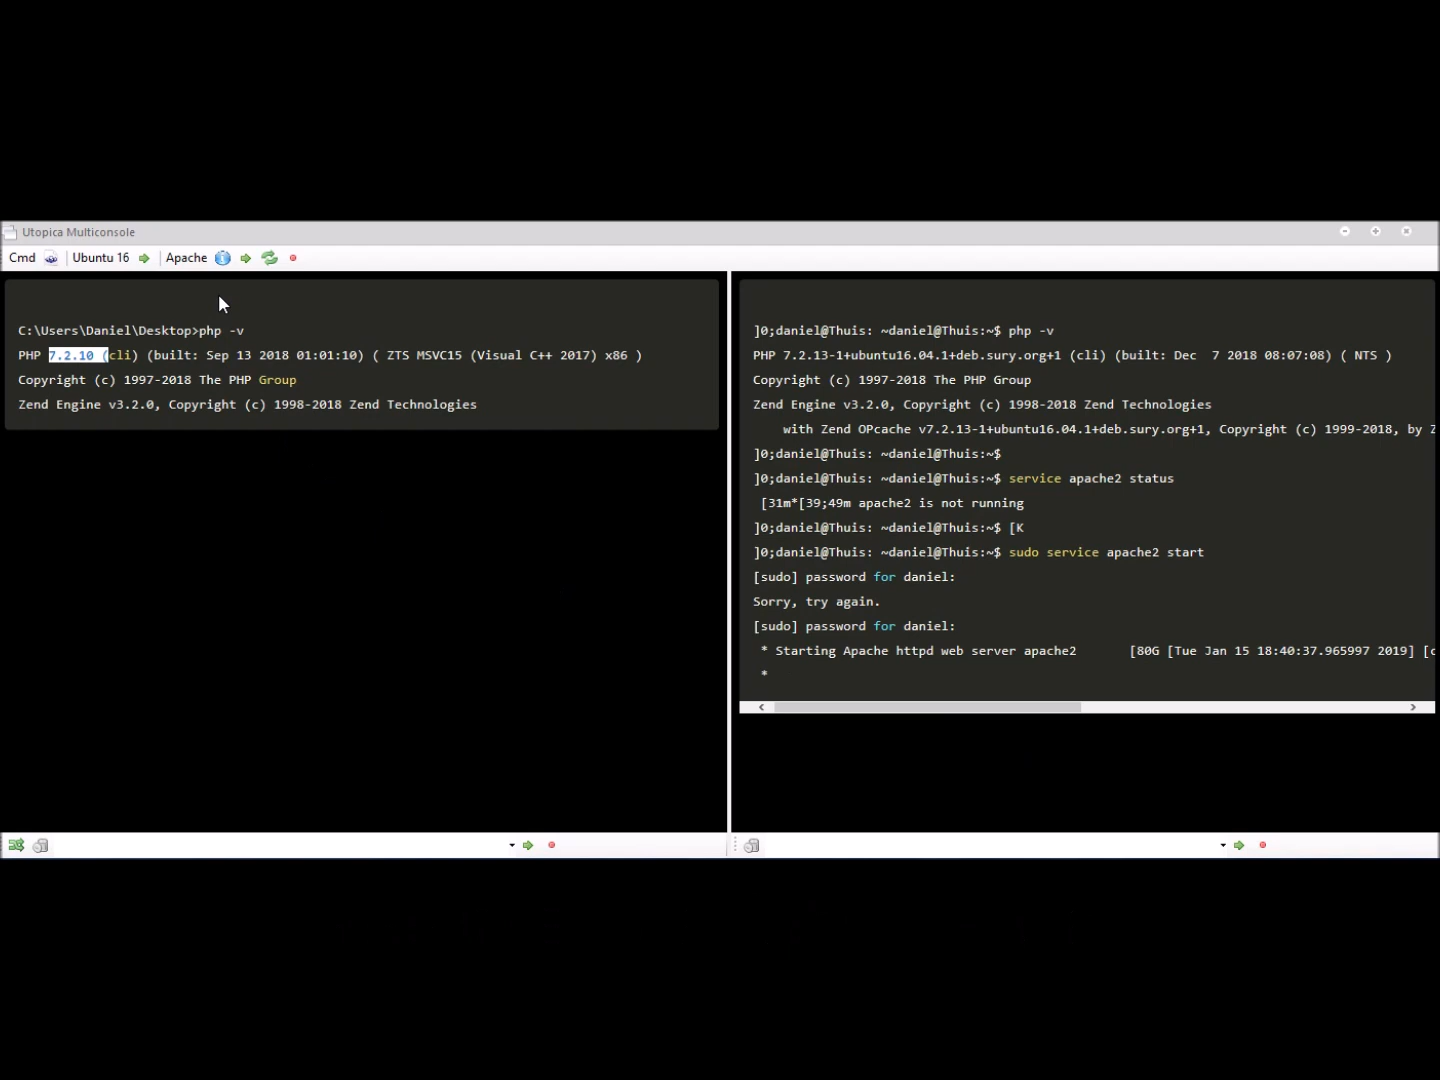 Utopica Multiconsole
Cmd Ubuntu 16 Apache
C:\Users\Daniel\Desktop>php -v
PHP 7.2.10 (cli) (built: Sep 13 2018 01:01:10) ( ZTS MSVC15 (Visual C++ 2017) x86 )
Copyright (c) 1997-2018 The PHP Group
Zend Engine v3.2.0, Copyright (c) 1998-2018 Zend Technologies
]0;daniel@Thuis: ~daniel@Thuis:~$ php -v
PHP 7.2.13-1+ubuntu16.04.1+deb.sury.org+1 (cli) (built: Dec  7 2018 08:07:08) ( NTS )
Copyright (c) 1997-2018 The PHP Group
Zend Engine v3.2.0, Copyright (c) 1998-2018 Zend Technologies
    with Zend OPcache v7.2.13-1+ubuntu16.04.1+deb.sury.org+1, Copyright (c) 1999-2018, by Z
]0;daniel@Thuis: ~daniel@Thuis:~$
]0;daniel@Thuis: ~daniel@Thuis:~$ service apache2 status
[31m*[39;49m apache2 is not running
]0;daniel@Thuis: ~daniel@Thuis:~$ [K
]0;daniel@Thuis: ~daniel@Thuis:~$ sudo service apache2 start
[sudo] password for daniel:
Sorry, try again.
[sudo] password for daniel:
* Starting Apache httpd web server apache2       [80G [Tue Jan 15 18:40:37.965997 2019] [c
*